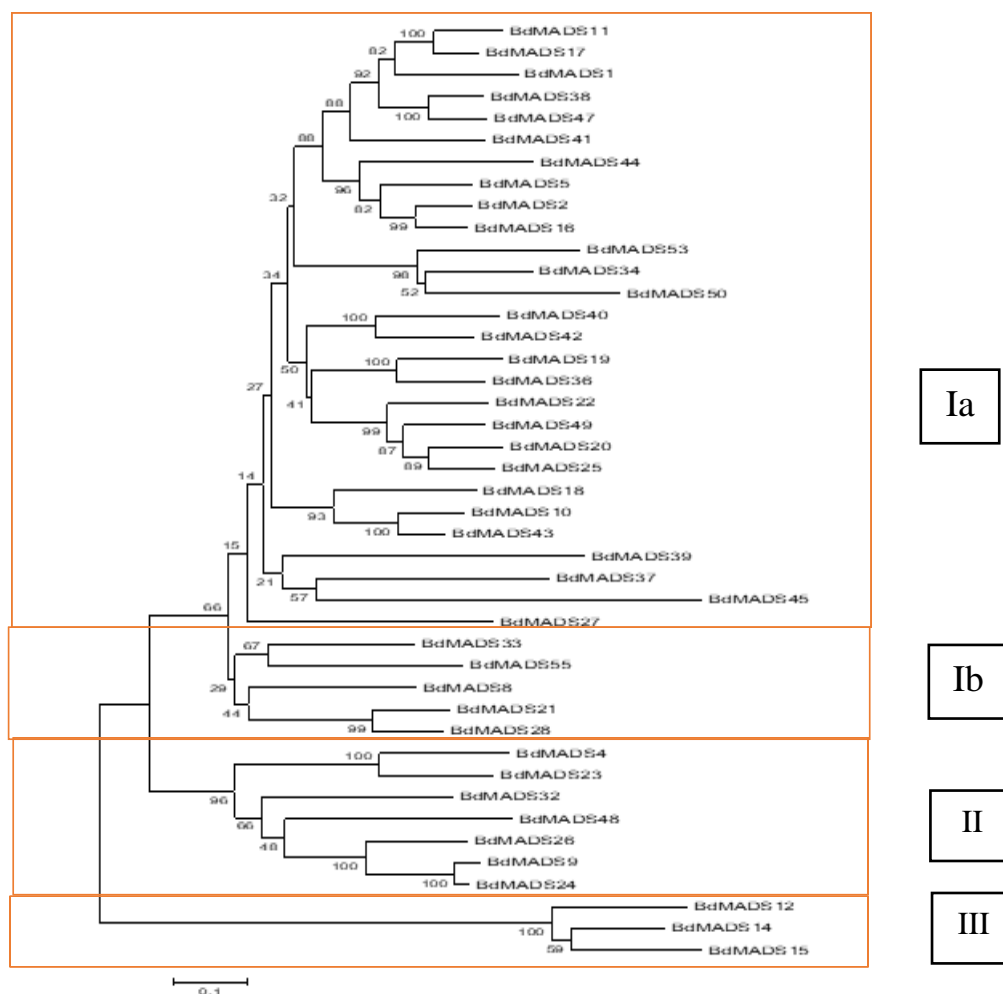 BdMADS11
100
BdMADS17
82
BdMADS1
92
BdMADS38
88
100
BdMADS47
88
BdMADS41
BdMADS44
96
BdMADS5
82
BdMADS2
32
99
BdMADS16
BdMADS53
98
BdMADS34
34
52
BdMADS50
100
BdMADS40
BdMADS42
50
100
BdMADS19
27
BdMADS36
41
BdMADS22
Ia
99
BdMADS49
87
BdMADS20
89
BdMADS25
14
BdMADS18
93
BdMADS10
100
BdMADS43
15
BdMADS39
21
BdMADS37
57
BdMADS45
66
BdMADS27
67
BdMADS33
BdMADS55
29
BdMADS8
Ib
44
BdMADS21
99
BdMADS28
100
BdMADS4
BdMADS23
96
BdMADS32
66
BdMADS48
II
48
BdMADS26
100
BdMADS9
100
BdMADS24
BdMADS12
100
BdMADS14
III
59
BdMADS15
0.1